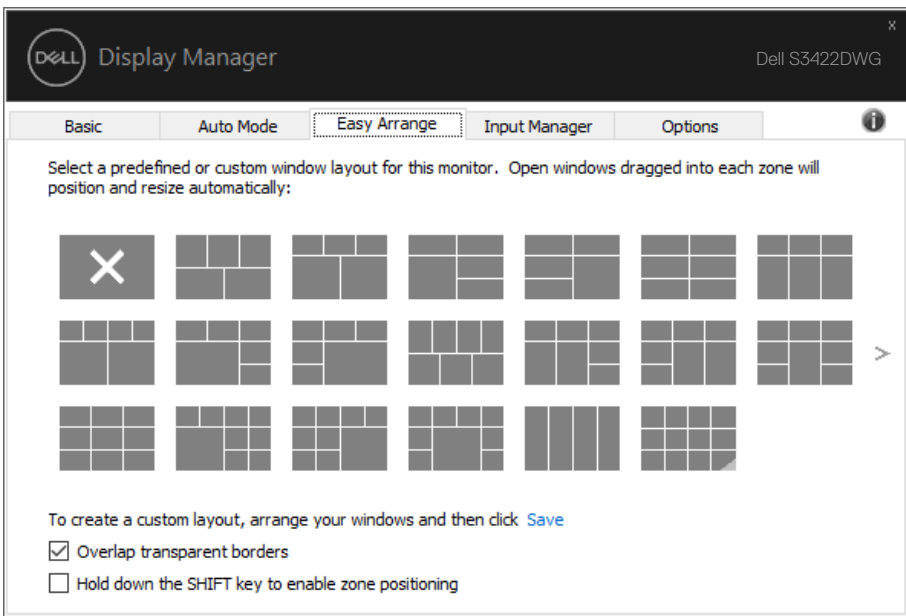 x
DELL
Display Manager
Dell S3422DWG
Basic
Auto Mode
Easy Arrange
Input Manager
Options
Select a predefined or custom window layout for this monitor. Open windows dragged into each zone will
position and resize automatically:
>
To create a custom layout, arrange your windows and then click Save
Overlap transparent borders
Hold down the SHIFT key to enable zone positioning